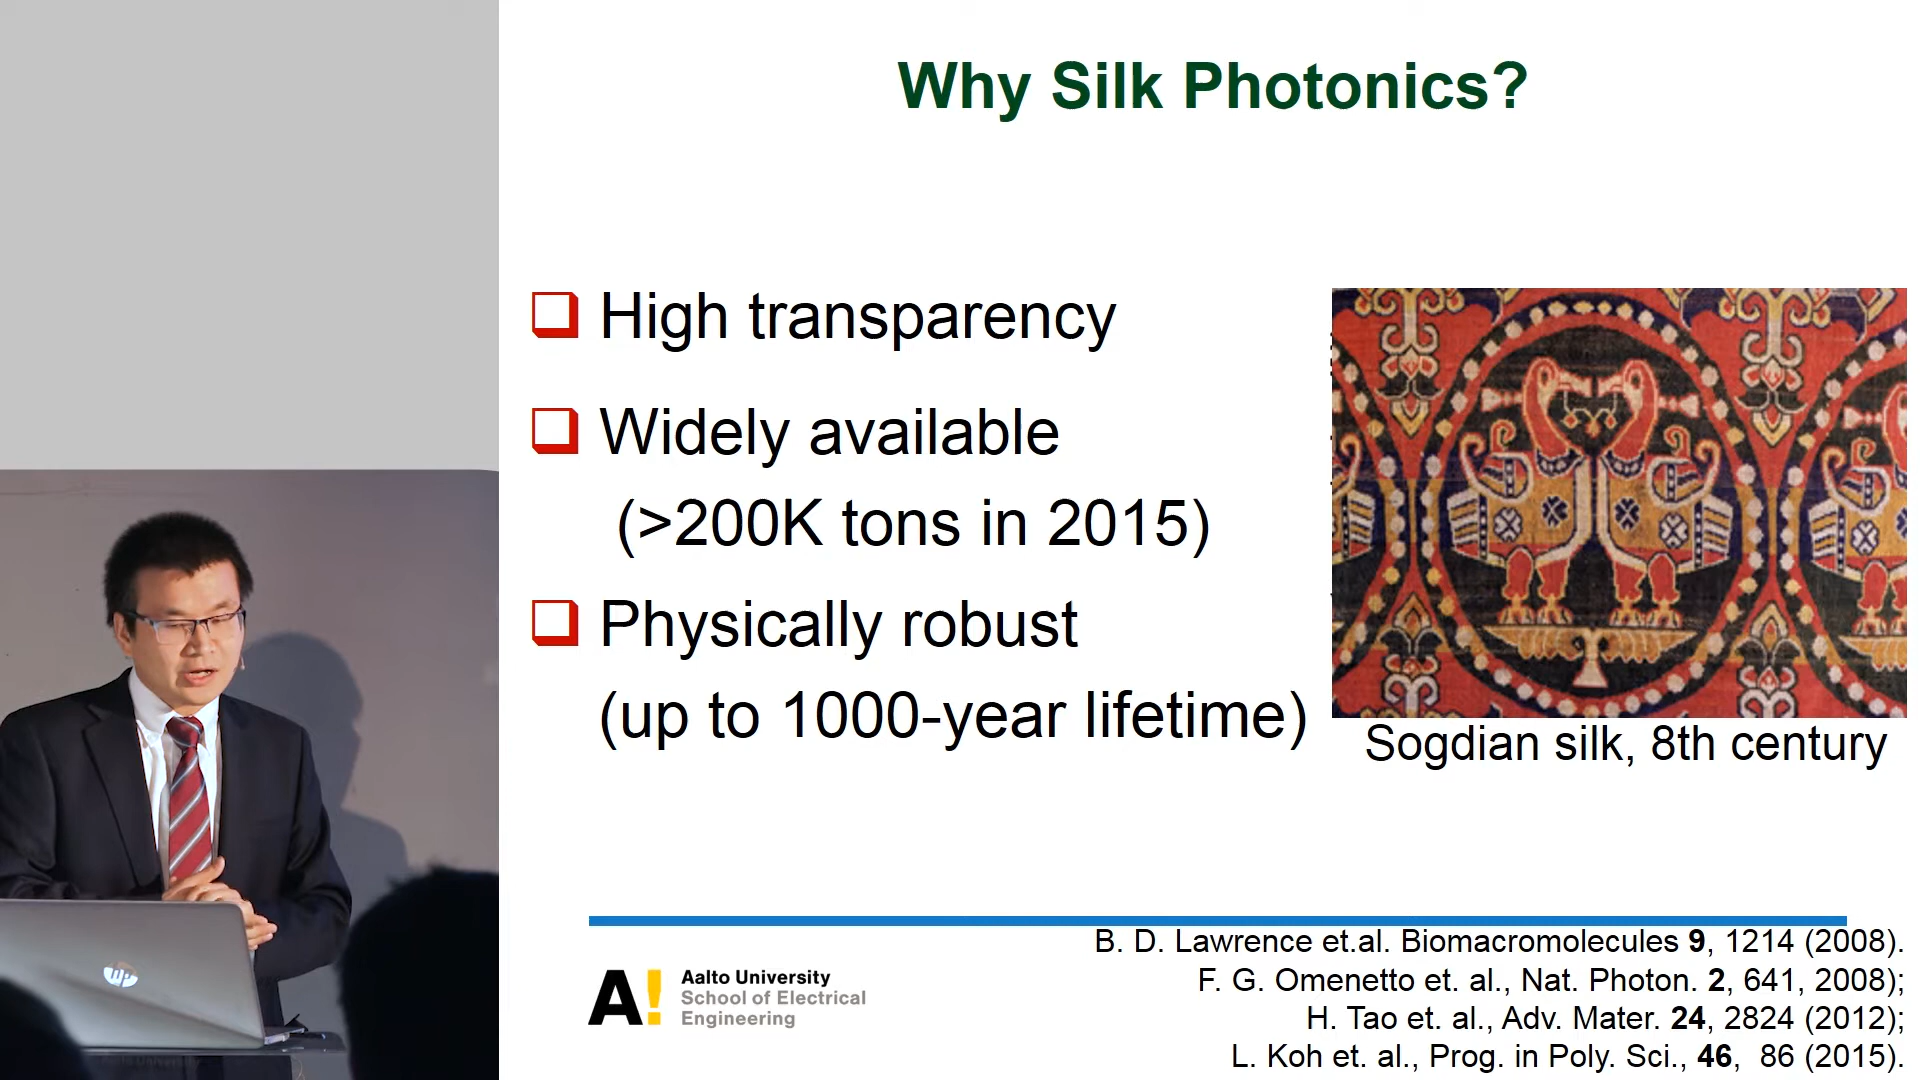 Why Silk Photonics?
High transparency
Widely available
(>200K tons in 2015)
Physically robust
(up to 1000-year lifetime)
Sogdian silk, 8th century
B. D. Lawrence et.al. Biomacromolecules 9, 1214 (2008).
F. G. Omenetto et. al., Nat. Photon. 2, 641, 2008);
H. Tao et. al., Adv. Mater. 24, 2824 (2012);
L. Koh et. al., Prog. in Poly. Sci., 46, 86 (2015).
A!
Aalto University
School of Electrical
Engineering
hp